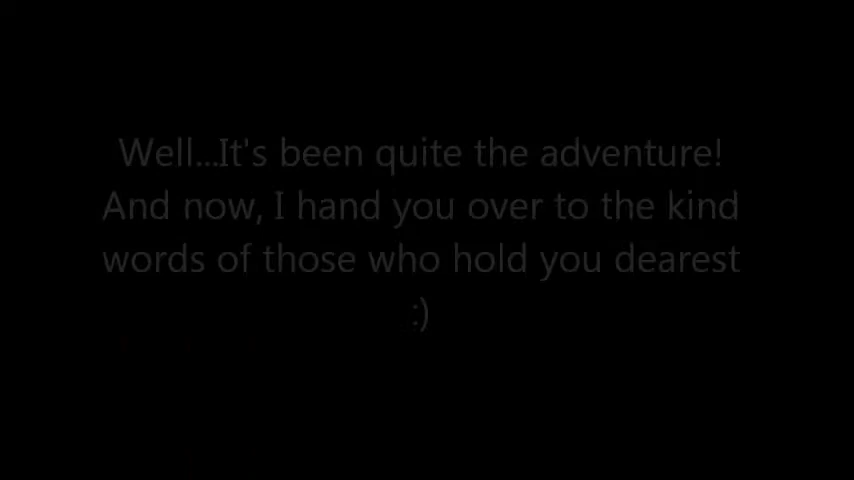 Well...It's been quite the adventure!
And now, I hand you over to the kind
words of those who hold you dearest
:)